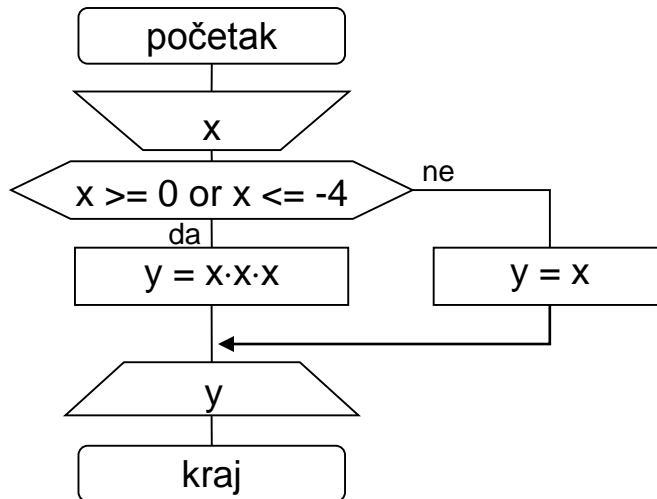 početak
x
x >= 0 or x <= -4
ne
da
y = x·x·x
y = x
y
kraj